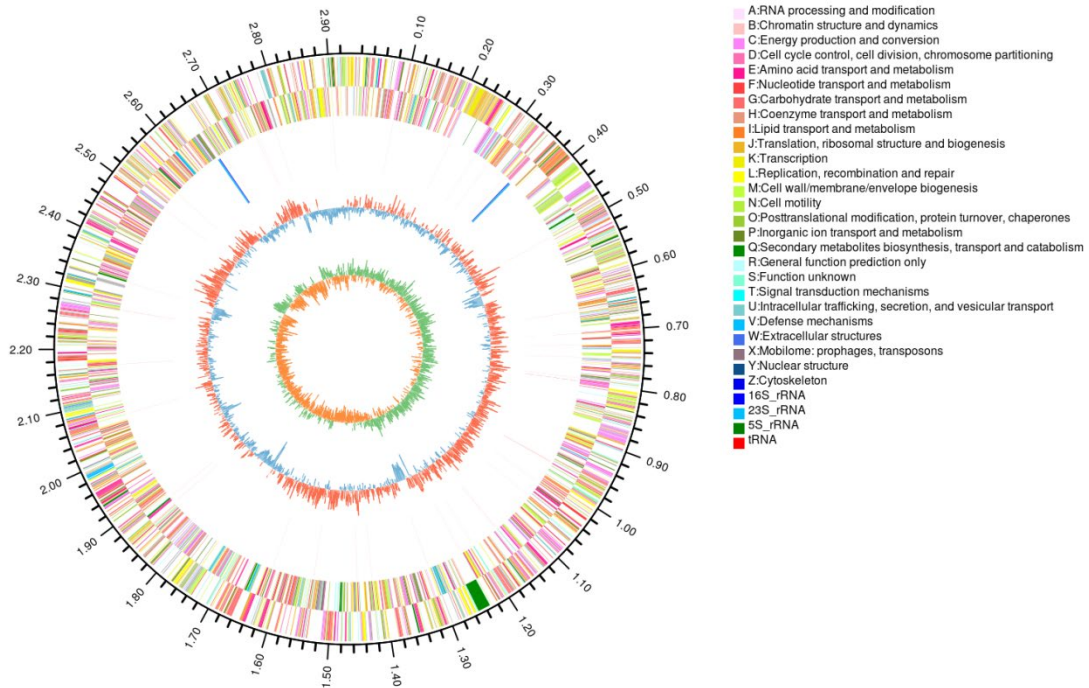 2.90
0.10
0.20
0.30
0.40
0.50
0.60
0.70
0.80
0.90
1.00
1.10
1.20
1.30
1.40
1.50
1.60
1.70
1.80
1.90
2.00
2.10
2.20
2.30
2.40
2.50
2.60
2.70
2.80
A:RNA processing and modification
B:Chromatin structure and dynamics
C:Energy production and conversion
D:Cell cycle control, cell division, chromosome partitioning
E:Amino acid transport and metabolism
F:Nucleotide transport and metabolism
G:Carbohydrate transport and metabolism
H:Coenzyme transport and metabolism
I:Lipid transport and metabolism
J:Translation, ribosomal structure and biogenesis
K:Transcription
L:Replication, recombination and repair
M:Cell wall/membrane/envelope biogenesis
N:Cell motility
O:Posttranslational modification, protein turnover, chaperones
P:Inorganic ion transport and metabolism
Q:Secondary metabolites biosynthesis, transport and catabolism
R:General function prediction only
S:Function unknown
T:Signal transduction mechanisms
U:Intracellular trafficking, secretion, and vesicular transport
V:Defense mechanisms
W:Extracellular structures
X:Mobilome: prophages, transposons
Y:Nuclear structure
Z:Cytoskeleton
16S_rRNA
23S_rRNA
5S_rRNA
tRNA